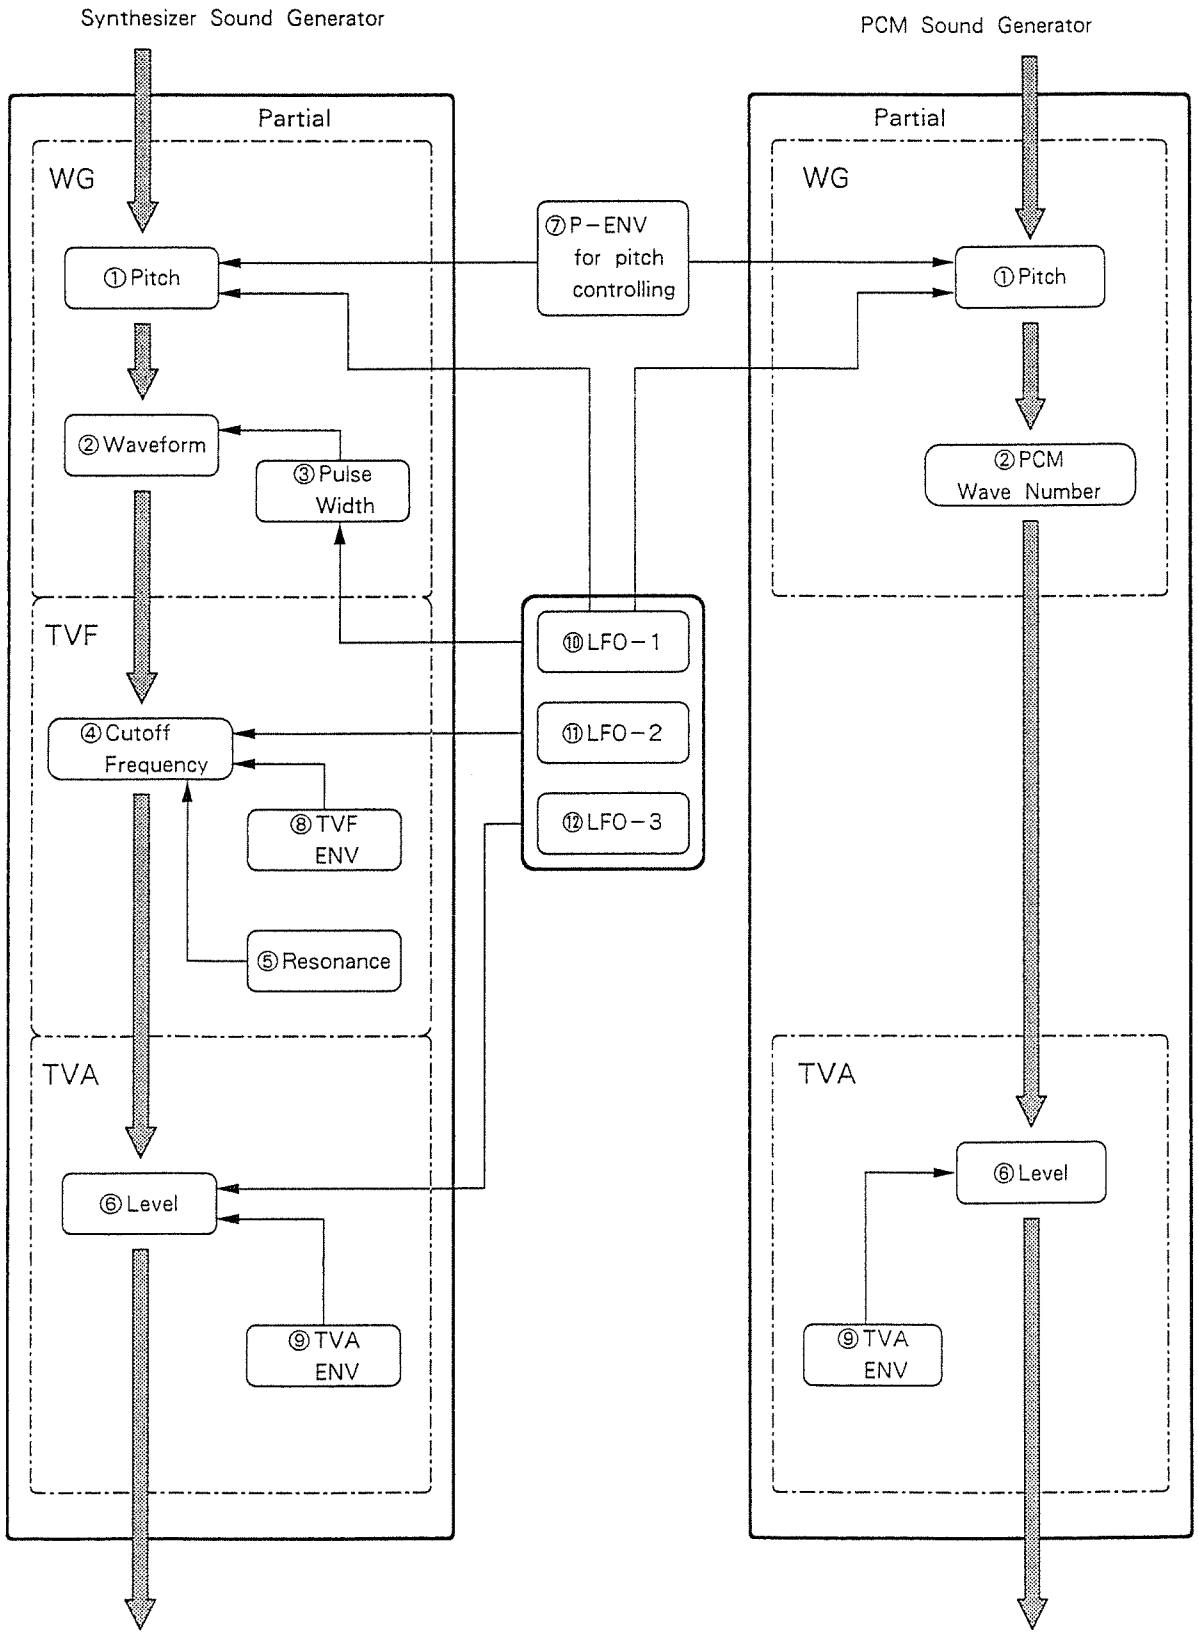 Synthesizer Sound Generator
Partial
WG
①Pitch
②Waveform
③Pulse
Width
TVF
④Cutoff
Frequency
⑧TVF
ENV
⑤Resonance
TVA
⑥Level
⑨TVA
ENV
⑦P-ENV
for pitch
controlling
⑩LFO-1
⑪LFO-2
⑫LFO-3
PCM Sound Generator
Partial
WG
①Pitch
②PCM
Wave Number
TVA
⑥Level
⑨TVA
ENV